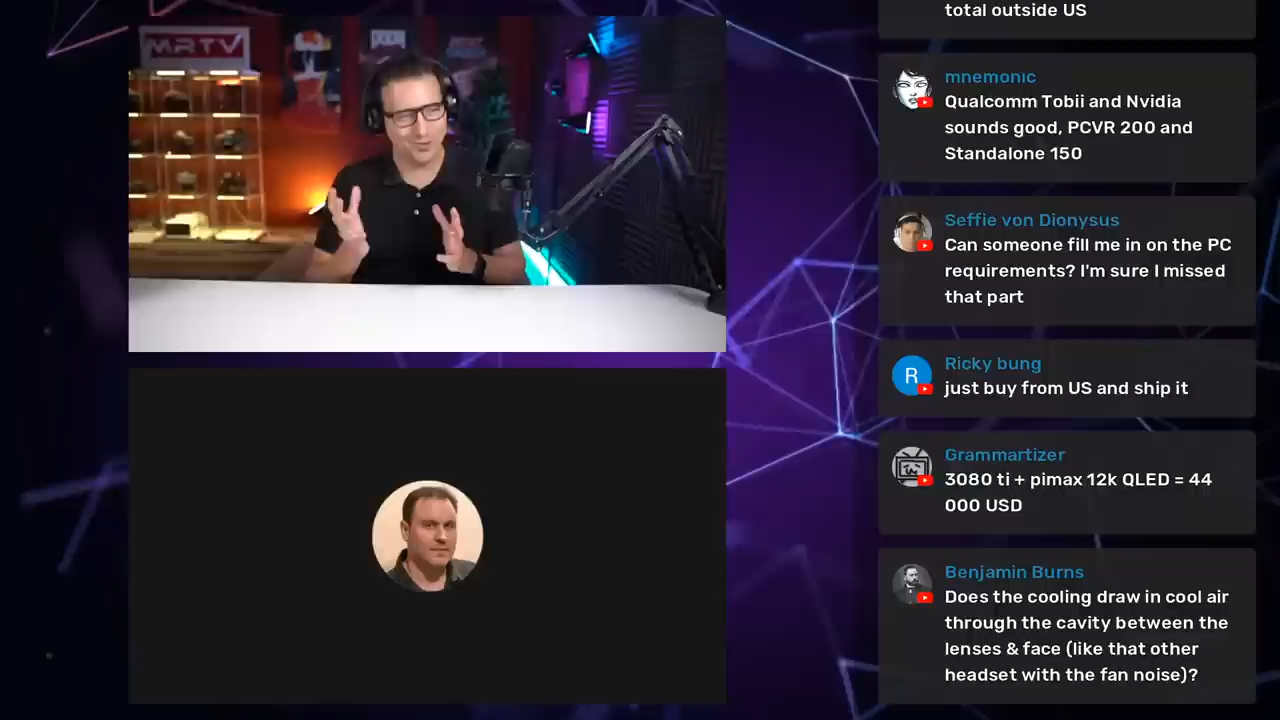 MRTV
total outside US
mnemonic
Qualcomm Tobii and Nvidia
sounds good, PCVR 200 and
Standalone 150
Seffie von Dionysus
Can someone fill me in on the PC
requirements? I'm sure I missed
that part
R
Ricky bung
just buy from US and ship it
Grammartizer
3080 ti + pimax 12k QLED = 44
000 USD
Benjamin Burns
Does the cooling draw in cool air
through the cavity between the
lenses & face (like that other
headset with the fan noise)?